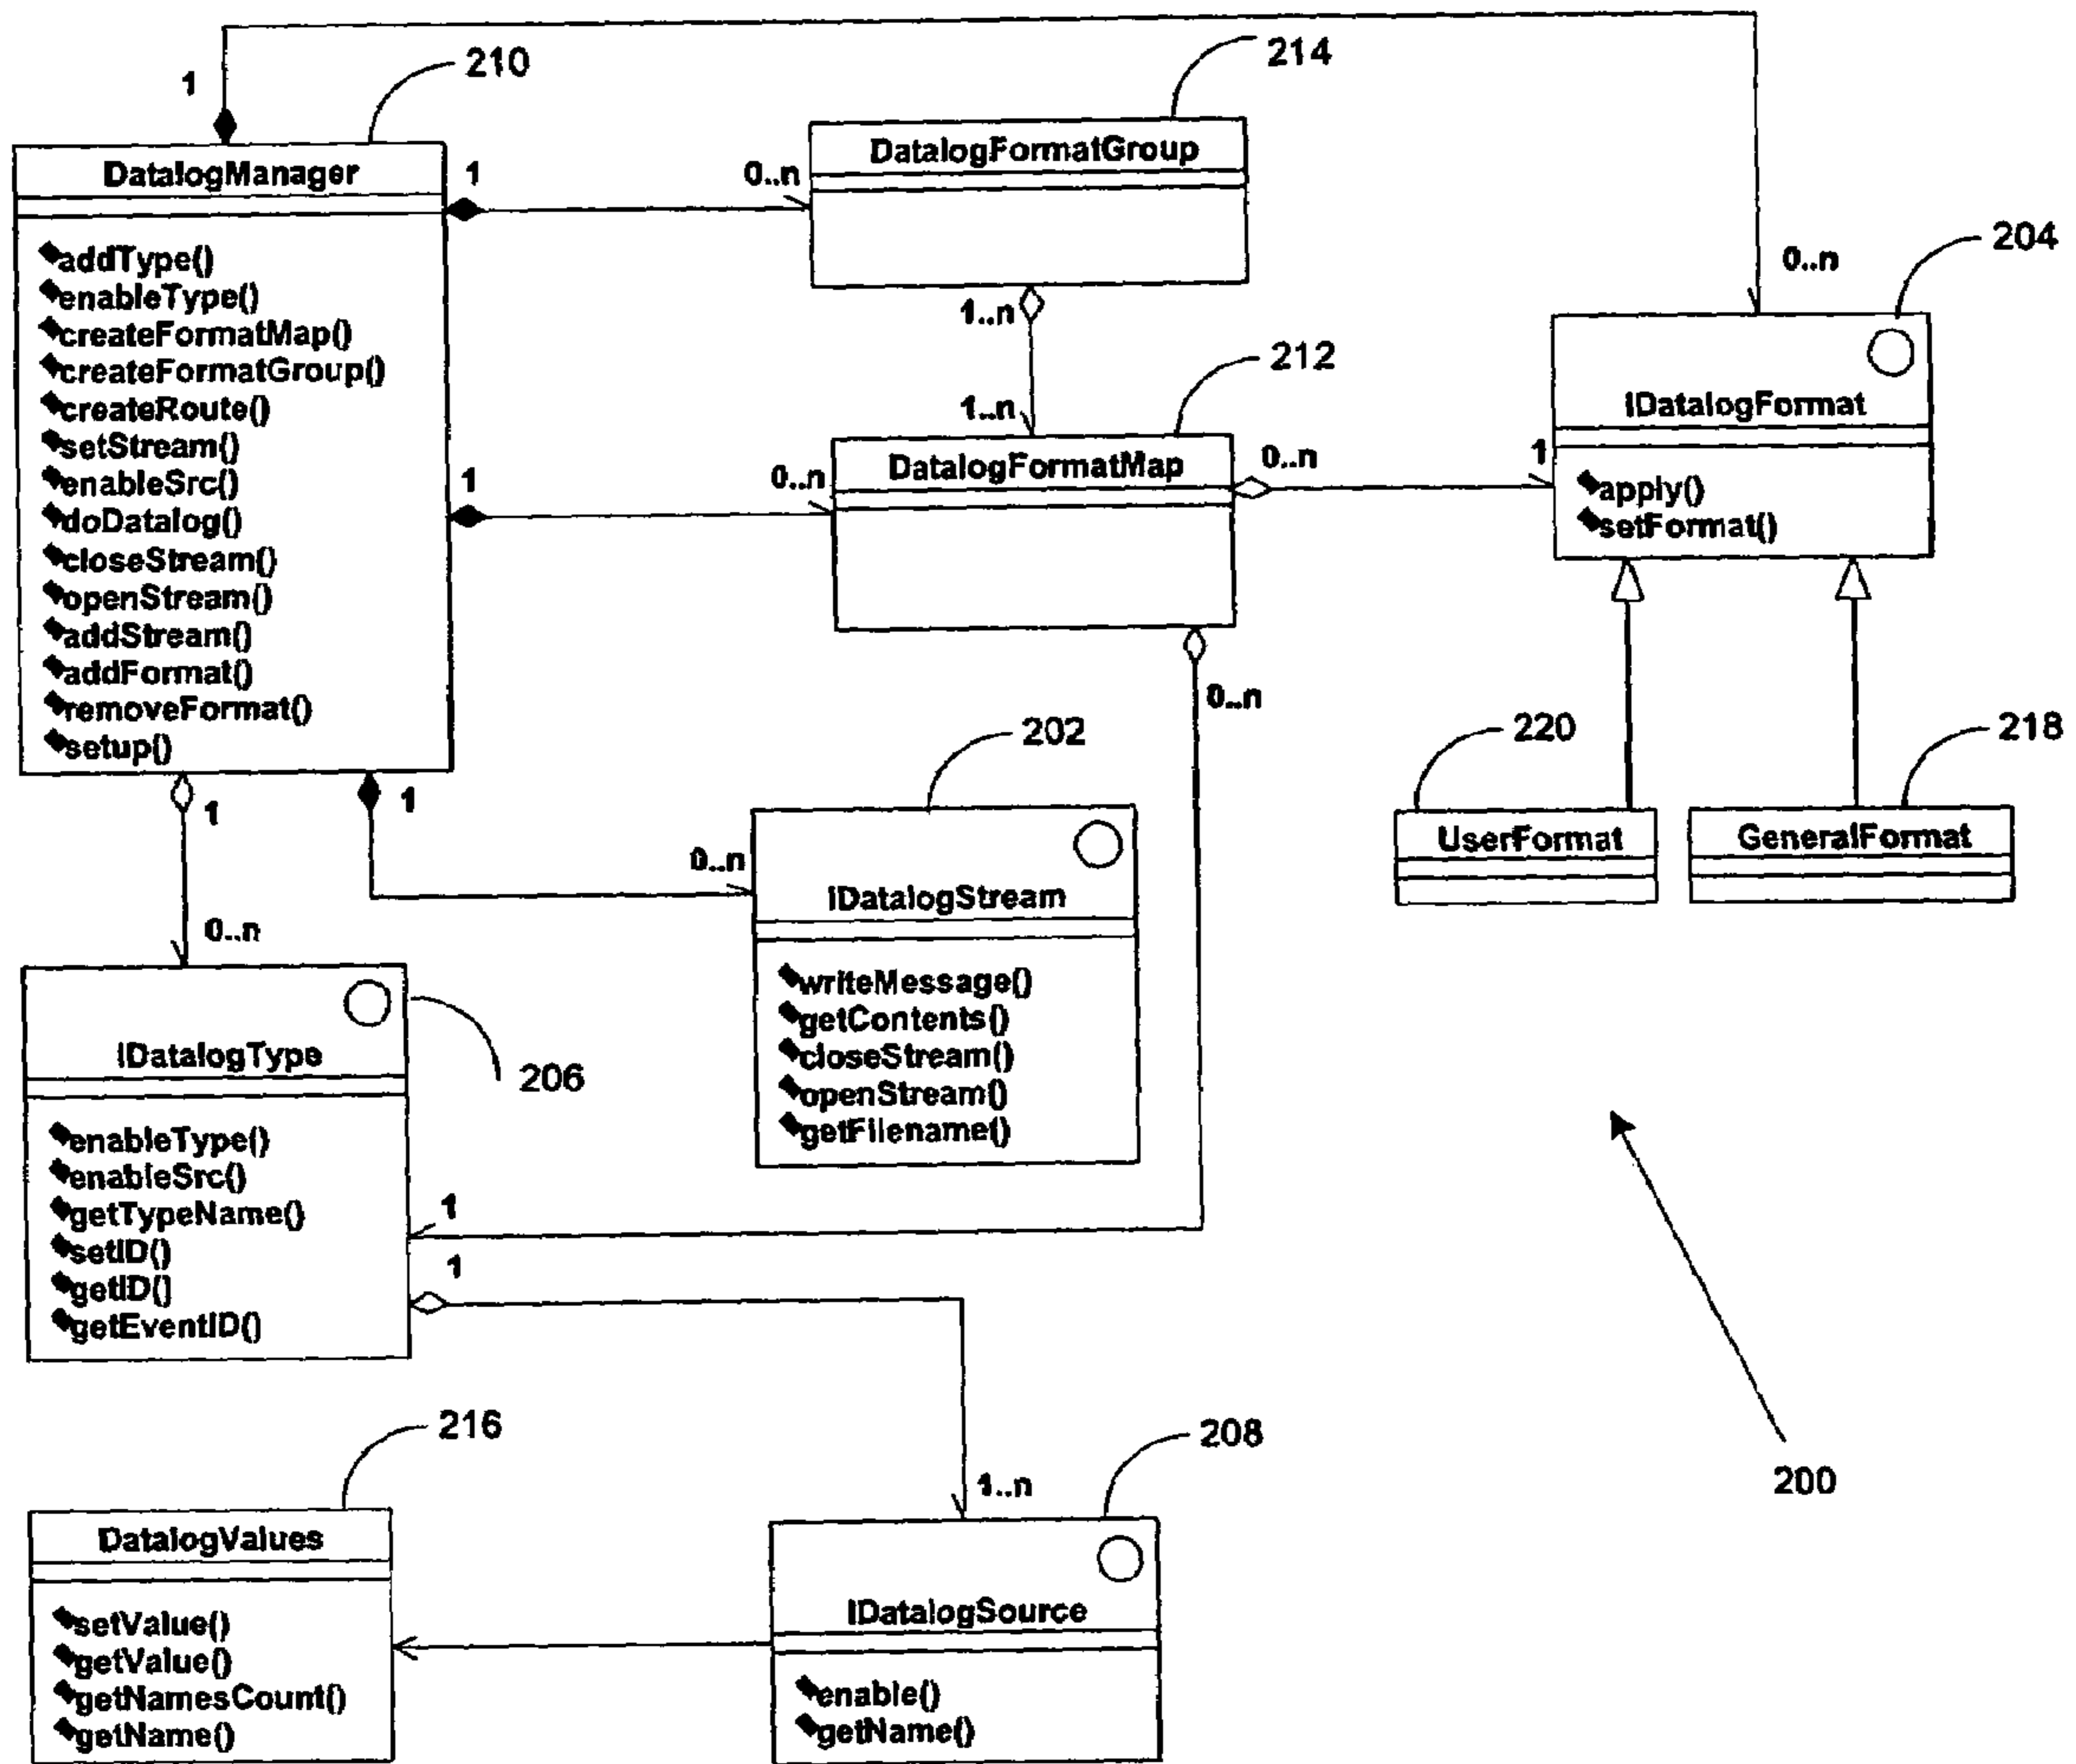 210
214
1
DatalogManager
1
0..n
DatalogFormatGroup
addType()
enableType()
createFormatMap()
createFormatGroup()
createRoute()
setStream()
enableSrc()
doDatalog()
closeStream()
openStream()
addStream()
addFormat()
removeFormat()
setup()
204
0..n
1..n
1..n
212
IDatalogFormat
1
0..n
DatalogFormatMap
0..n
1
apply()
setFormat()
0..n
220
218
UserFormat
GeneralFormat
202
1
1
0..n
0..n
IDatalogStream
writeMessage()
getContents()
closeStream()
openStream()
getFilename()
IDatalogType
206
enableType()
enableSrc()
getTypeName()
setID()
getID()
getEventID()
1
1
200
216
208
1..n
DatalogValues
setValue()
getValue()
getNamesCount()
getName()
IDatalogSource
enable()
getName()